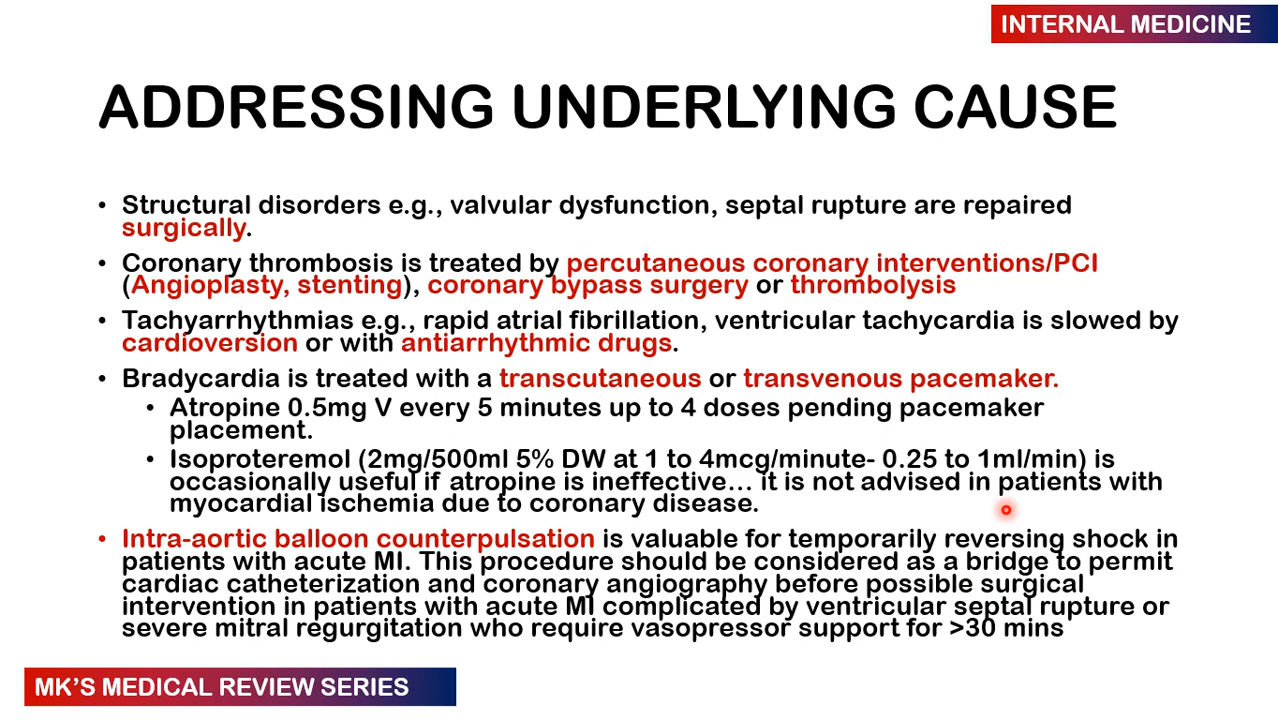 INTERNAL MEDICINE
ADDRESSING UNDERLYING CAUSE
• Structural disorders e.g., valvular dysfunction, septal rupture are repaired
surgically.
• Coronary thrombosis is treated by percutaneous coronary interventions/PCI
(Angioplasty, stenting), coronary bypass surgery or thrombolysis
• Tachyarrhythmias e.g., rapid atrial fibrillation, ventricular tachycardia is slowed by
cardioversion or with antiarrhythmic drugs.
• Bradycardia is treated with a transcutaneous or transvenous pacemaker.
• Atropine 0.5mg V every 5 minutes up to 4 doses pending pacemaker
placement.
• Isoproteremol (2mg/500ml 5% DW at 1 to 4mcg/minute- 0.25 to 1ml/min) is
occasionally useful if atropine is ineffective... it is not advised in patients with
myocardial ischemia due to coronary disease.
• Intra-aortic balloon counterpulsation is valuable for temporarily reversing shock in
patients with acute MI. This procedure should be considered as a bridge to permit
cardiac catheterization and coronary angiography before possible surgical
intervention in patients with acute MI complicated by ventricular septal rupture or
severe mitral regurgitation who require vasopressor support for >30 mins
MK'S MEDICAL REVIEW SERIES